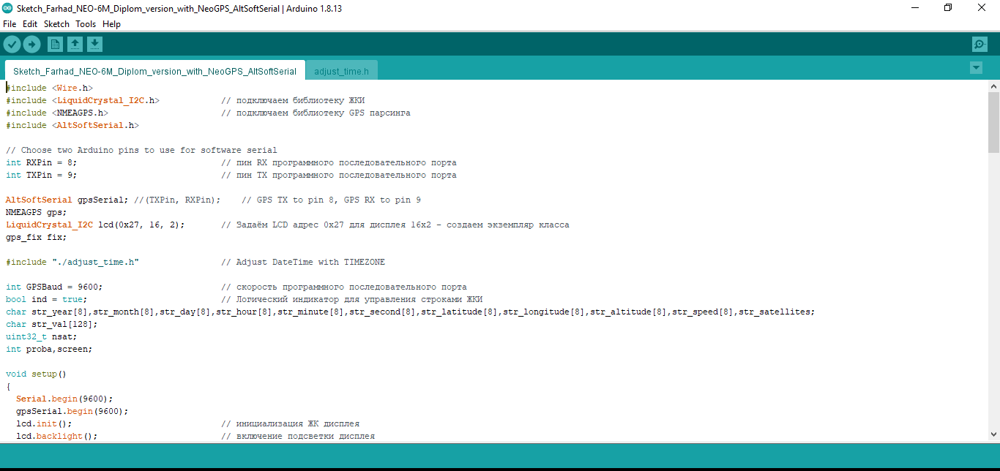 Sketch_Farhad_NEO-6M_Diplom_version_with_NeoGPS_AltSoftSerial | Arduino 1.8.13
File Edit Sketch Tools Help
Sketch_Farhad_NEO-6M_Diplom_version_with_NeoGPS_AltSoftSerial adjust_time.h
#include <Wire.h>
#include <LiquidCrystal_I2C.h> // подключаем библиотеку ЖКИ
#include <NMEAGPS.h> // подключаем библиотеку GPS парсинга
#include <AltSoftSerial.h>
// Choose two Arduino pins to use for software serial
int RXPin = 8; // пин RX программного последовательного порта
int TXPin = 9; // пин TX программного последовательного порта
AltSoftSerial gpsSerial; //(TXPin, RXPin); // GPS TX to pin 8, GPS RX to pin 9
NMEAGPS gps;
LiquidCrystal_I2C lcd(0x27, 16, 2); // Задаём LCD адрес 0x27 для дисплея 16x2 - создаем экземпляр класса
gps_fix fix;
#include "./adjust_time.h" // Adjust DateTime with TIMEZONE
int GPSBaud = 9600; // скорость программного последовательного порта
bool ind = true; // Логический индикатор для управления строками ЖКИ
char str_year[8],str_month[8],str_day[8],str_hour[8],str_minute[8],str_second[8],str_latitude[8],str_longitude[8],str_altitude[8],str_speed[8],str_satellites;
char str_val[128];
uint32_t nsat;
int proba,screen;
void setup()
{
Serial.begin(9600);
gpsSerial.begin(9600);
lcd.init(); // инициализация ЖК дисплея
lcd.backlight(); // включение подсветки дисплея